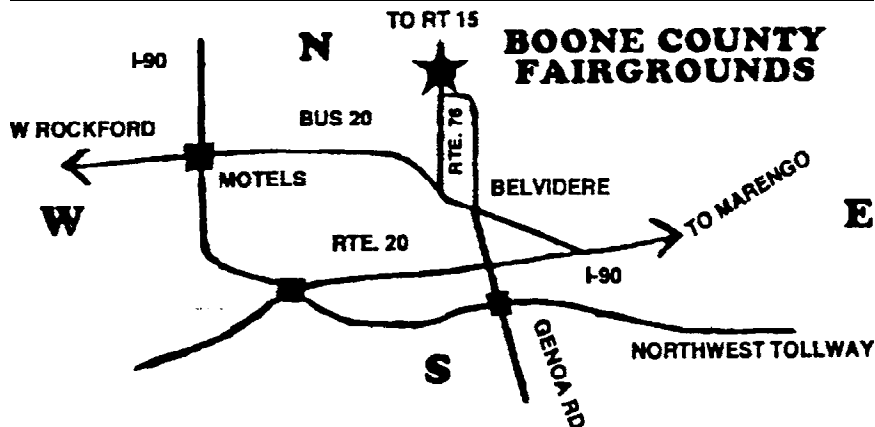 TO RT 15
N
BOONE COUNTY
FAIRGROUNDS
I-90
BUS 20
RTE. 76
W ROCKFORD
MOTELS
BELVIDERE
TO MARENGO
W
E
RTE. 20
I-90
GENOA RD
NORTHWEST TOLLWAY
S